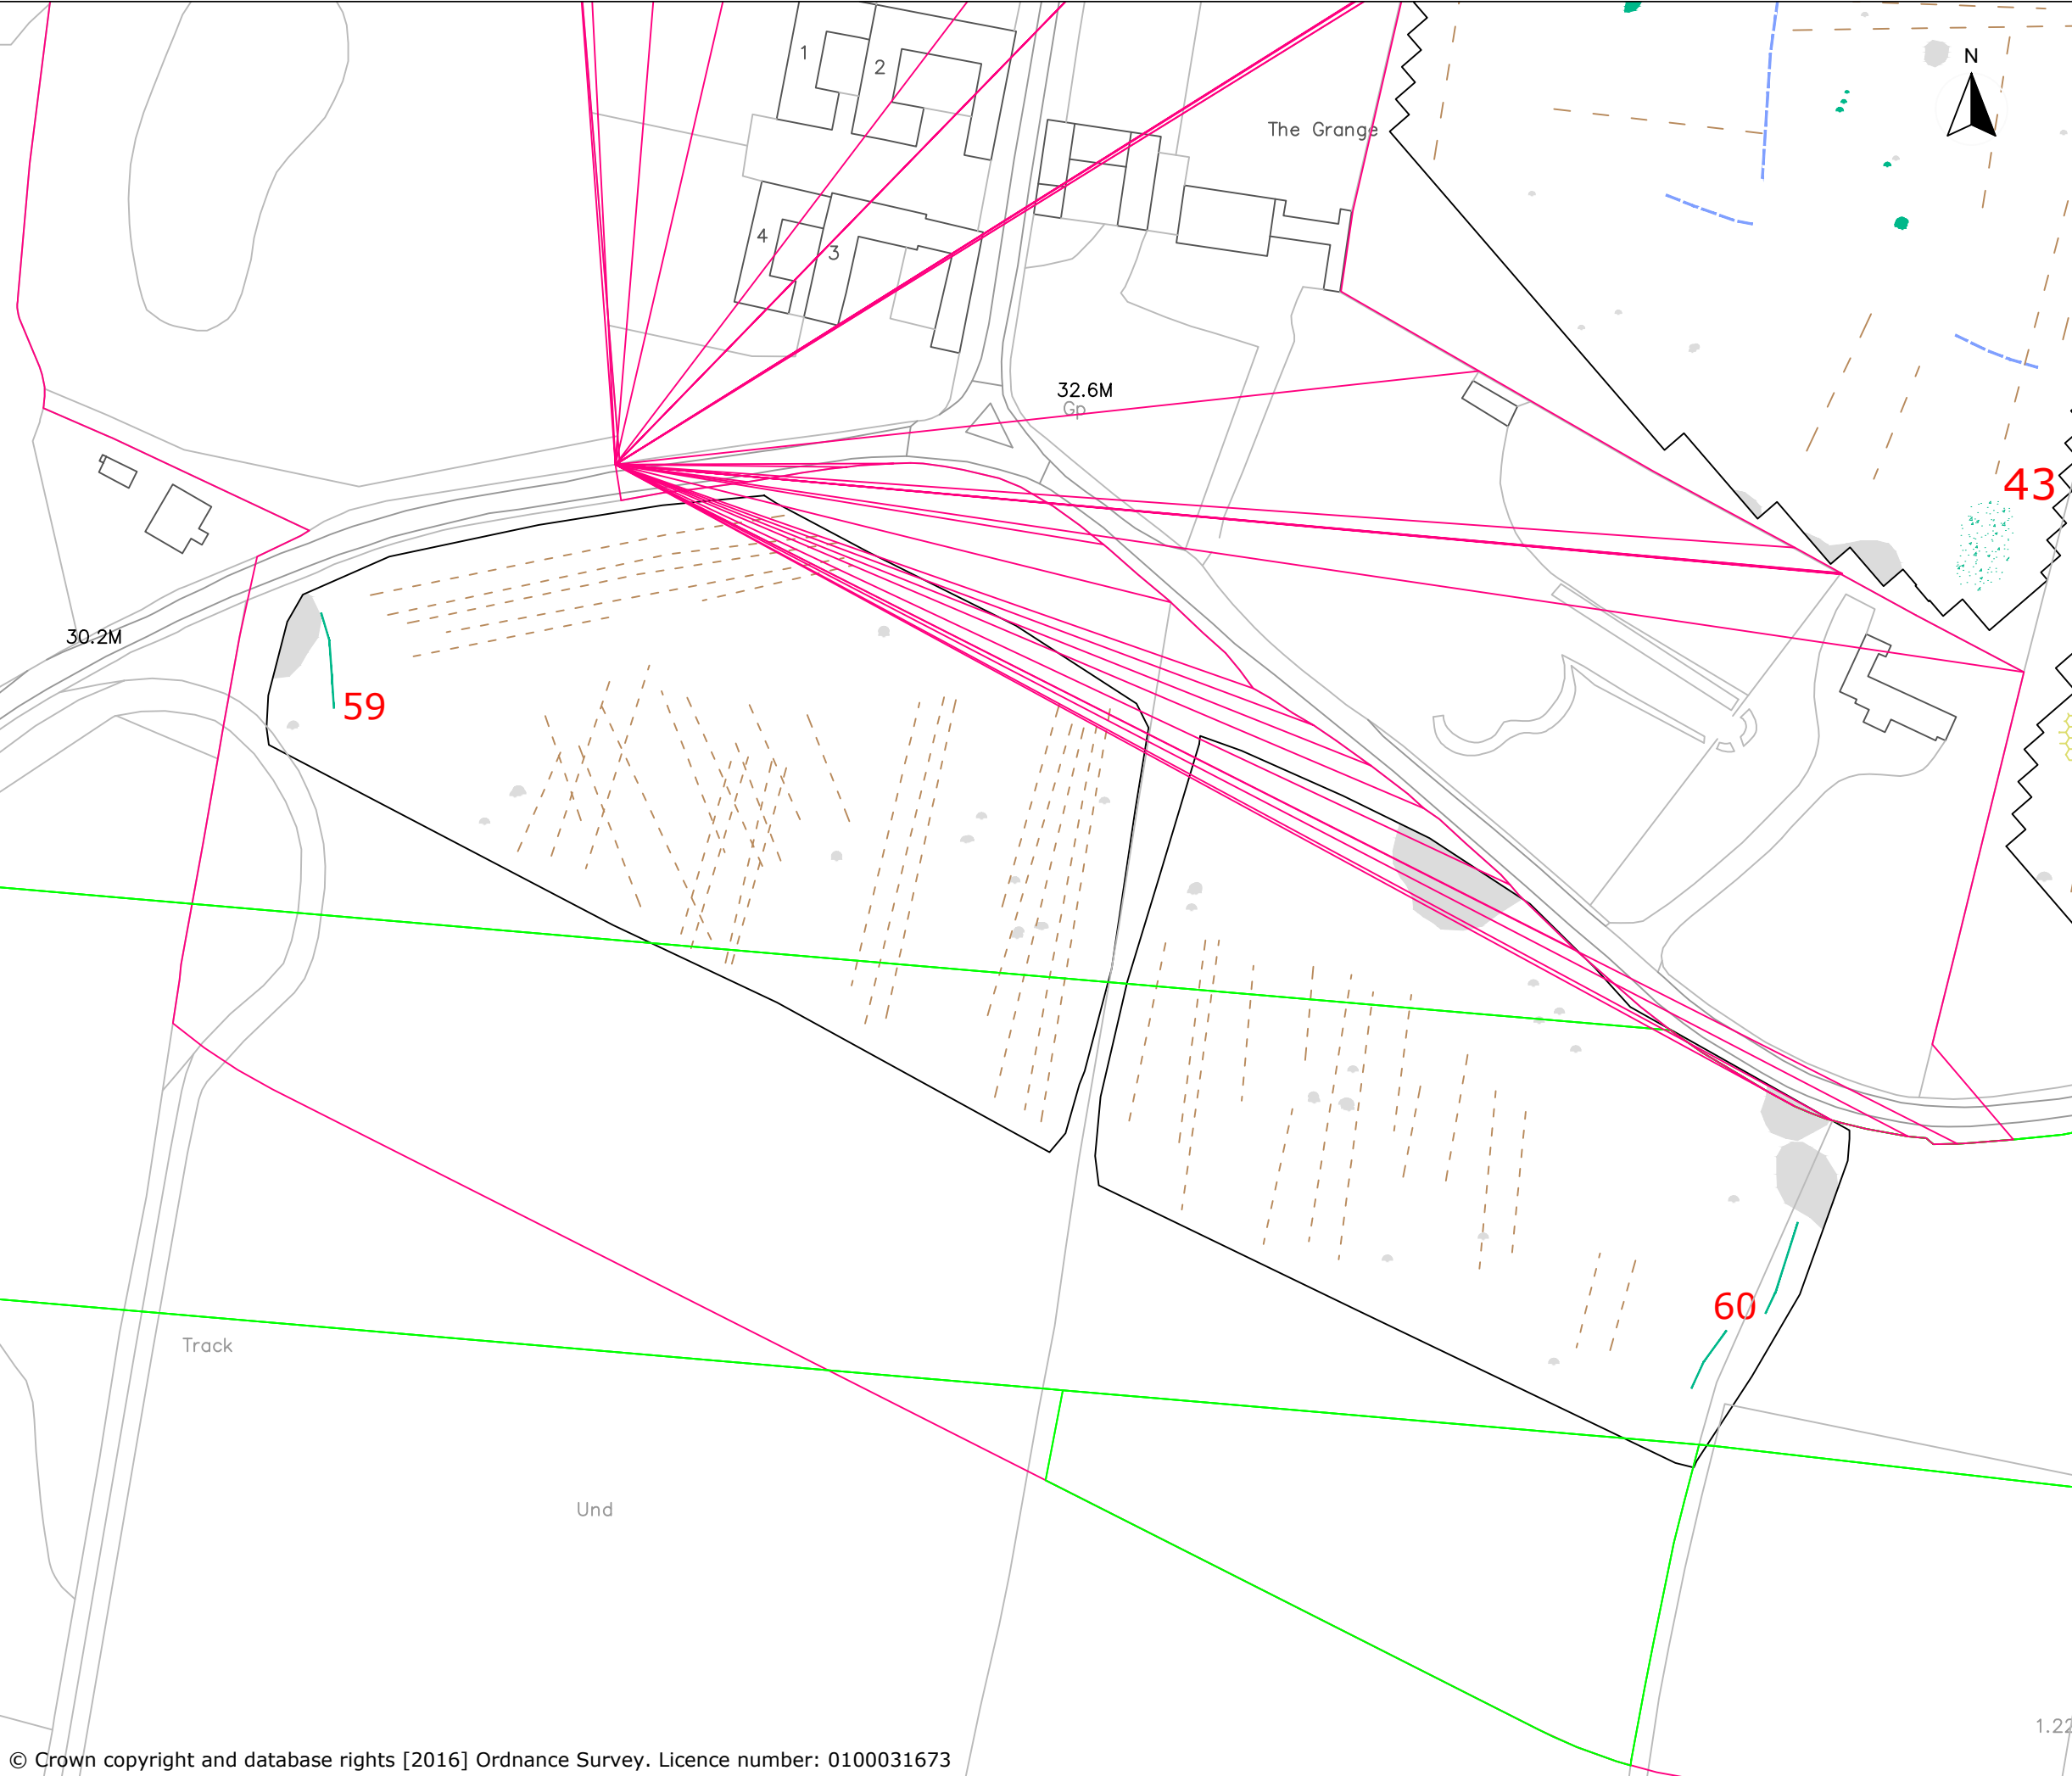 N
1
2
The Grange
4
3
32.6M
Gp
43
30.2M
59
60
Track
Und
1.22
© Crown copyright and database rights [2016] Ordnance Survey. Licence number: 0100031673